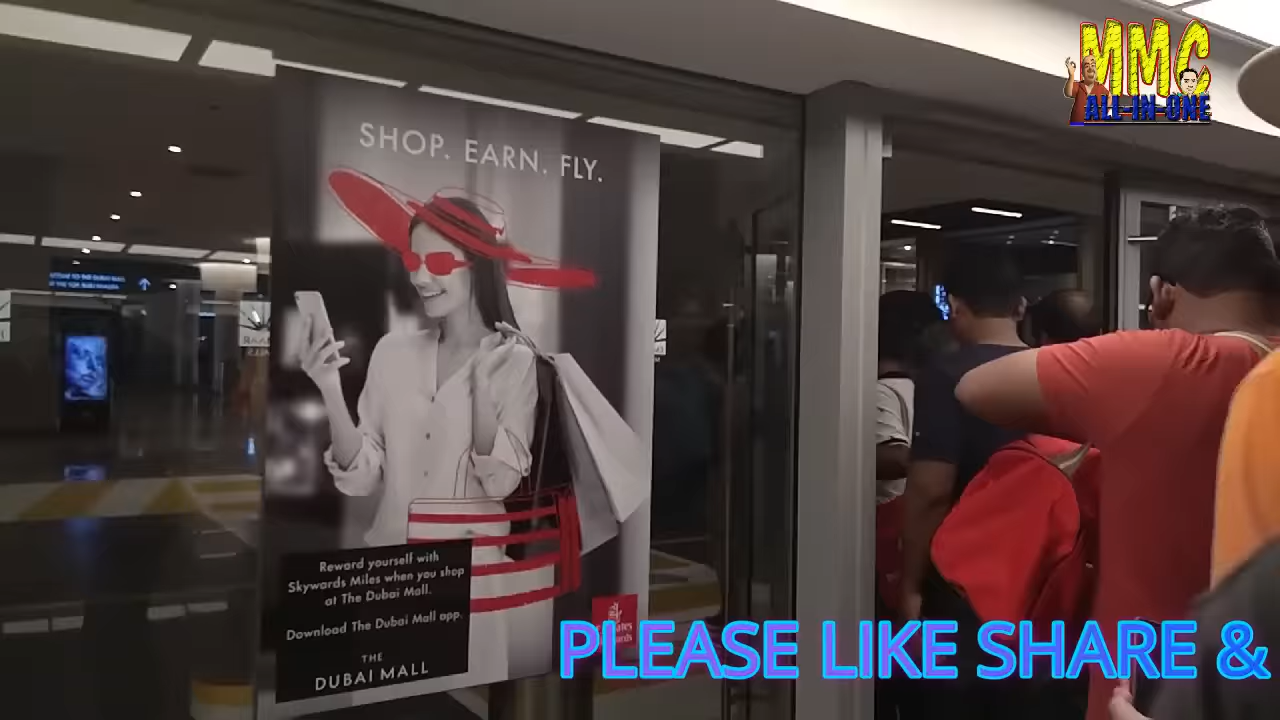 MMC
ALL-IN-ONE
SHOP. EARN. FLY.
Reward yourself with
Skywards Miles when you shop
at The Dubai Mall.
Download The Dubai Mall app.
THE
DUBAI MALL
PLEASE LIKE SHARE &